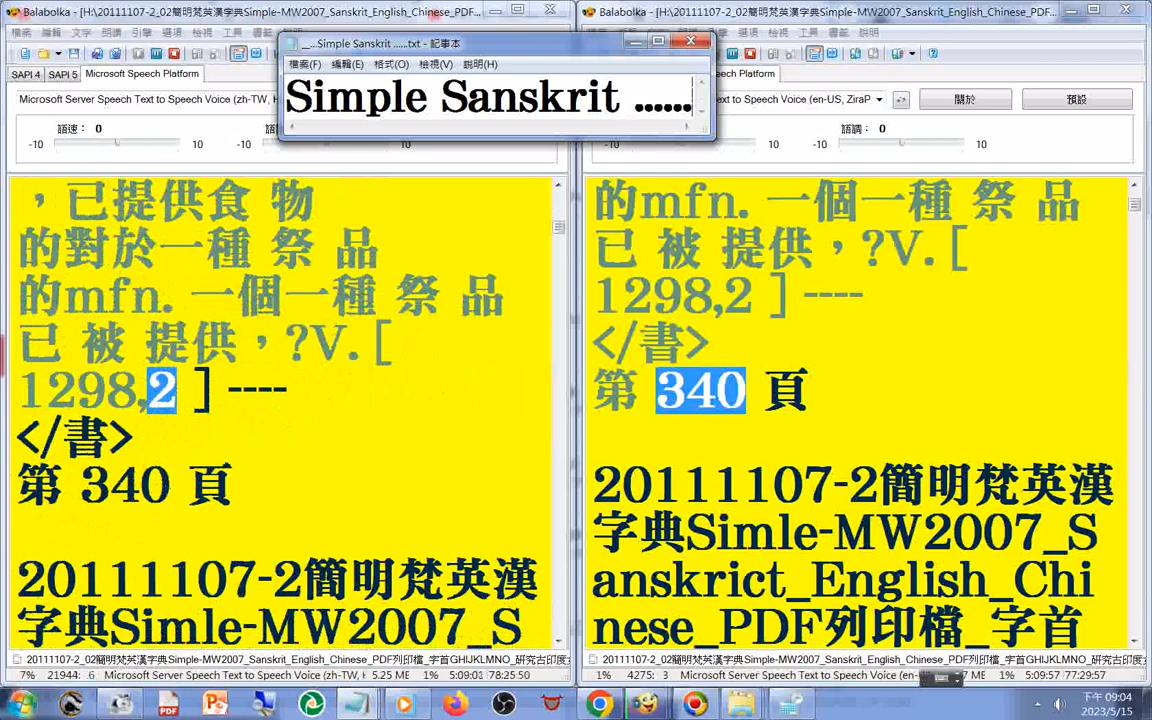 Balabolka - [H:\20111107-2_02簡明梵英漢字典Simple-MW2007_Sanskrit_English_Chinese_PDF...
Balabolka - [H:\20111107-2_02簡明梵英漢字典Simple-MW2007_Sanskrit_English_Chinese_PDF...
__...Simple Sanskrit ......txt - 記事本
檔案(F) 編輯(E) 格式(O) 檢視(V) 說明(H)
Simple Sanskrit ......
SAPI 4 SAPI 5 Microsoft Speech Platform
eech Platform
Microsoft Server Speech Text to Speech Voice (zh-TW, H
ext to Speech Voice (en-US, ZiraP
關於
預設
語速： 0
-10 10 -10 10
語調： 0
-10 10
，已提供食 物
的對於一種 祭 品
的mfn. 一個一種 祭 品
已 被 提供，?V. [
1298,2 ] ----
</書>
第 340 頁
20111107-2簡明梵英漢
字典Simle-MW2007_S
的mfn. 一個一種 祭 品
已 被 提供，?V. [
1298,2 ] ----
</書>
第 340 頁
20111107-2簡明梵英漢
字典Simle-MW2007_S
anskrict_English_Chi
nese_PDF列印檔_字首
20111107-2_02簡明梵英漢字典Simple-MW2007_Sanskrit_English_Chinese_PDF列印檔_字首GHIJKLMNO_研究古印度
20111107-2_02簡明梵英漢字典Simple-MW2007_Sanskrit_English_Chinese_PDF列印檔_字首GHIJKLMNO_研究古印度
7% 21944: 6 Microsoft Server Speech Text to Speech Voice (zh-TW, H 5.25 MB 1% 5:09:01 78:25:50
1% 4275: 3 Microsoft Server Speech Text to Speech Voice (en-US, Zira 1% 5:09:57 77:29:57
下午 09:04
2023/5/15